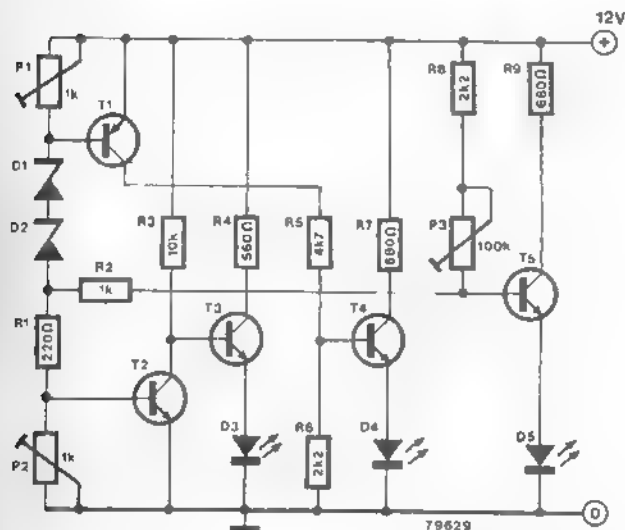 12V
+
P1
1k
T1
R8
2k2
R9
680Ω
D1
D2
R3
10k
R4
560Ω
R5
4k7
R7
680Ω
P3
100k
R2
1k
T5
T3
T4
R1
220Ω
T2
P2
1k
D3
R6
2k2
D4
D5
79629
0